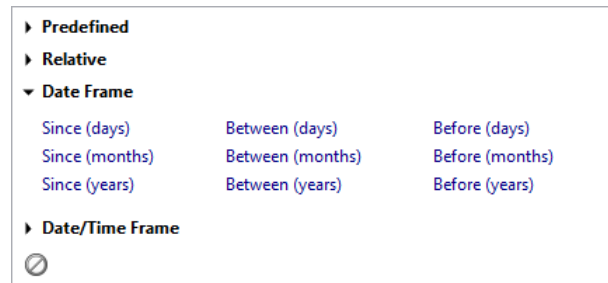 Predefined
Relative
Date Frame
Since (days) Between (days) Before (days)
Since (months) Between (months) Before (months)
Since (years) Between (years) Before (years)
Date/Time Frame